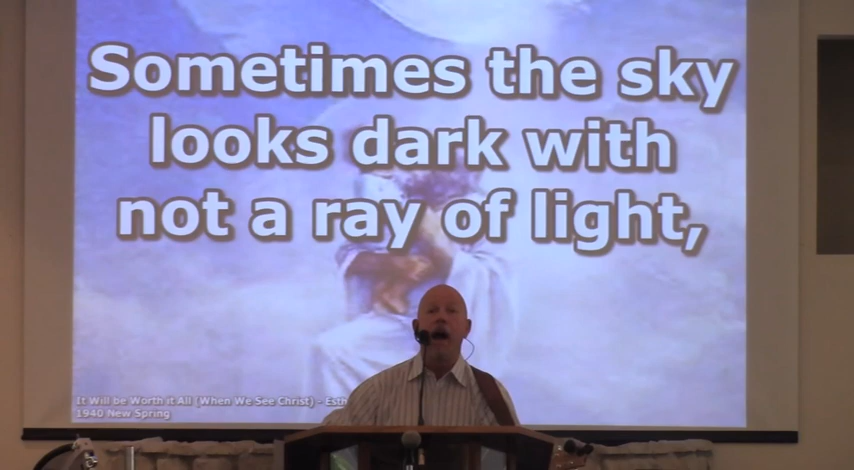 Sometimes the sky
looks dark with
not a ray of light,
It Will be Worth it All (When We See Christ) - Esth
1940 New Spring